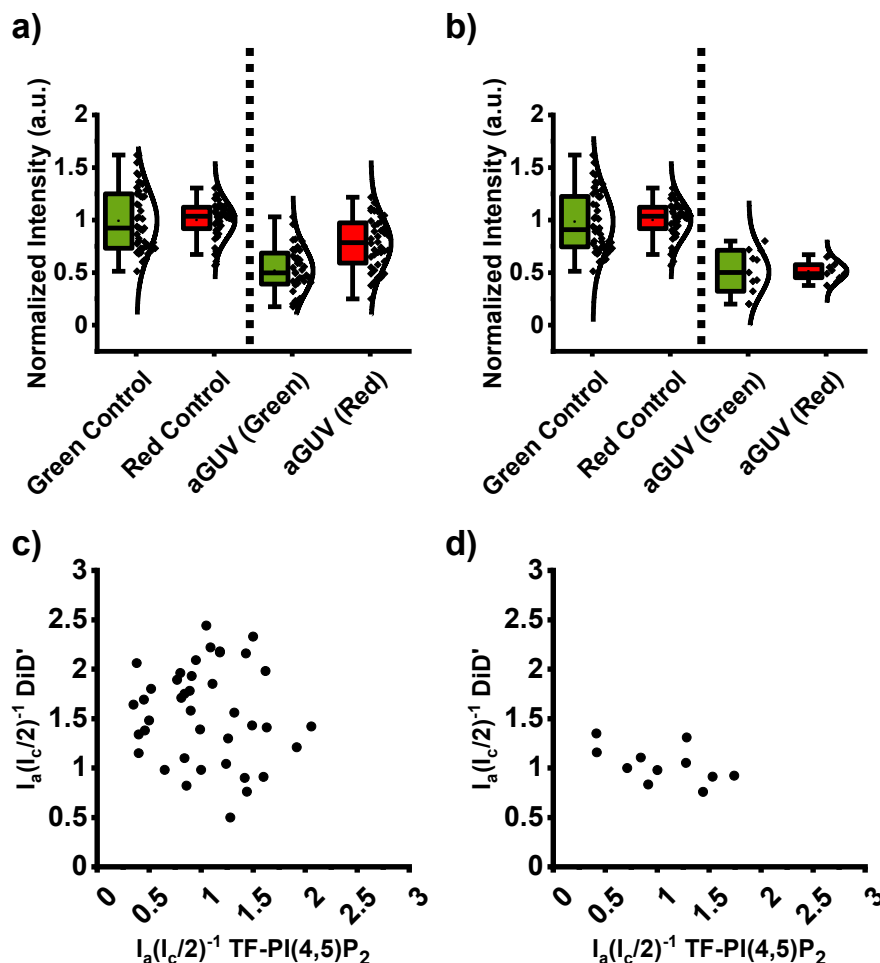 a)
Normalized Intensity (a.u.)
2
1.5
1
0.5
0
Green Control
Red Control
aGUV (Green)
aGUV (Red)
b)
Normalized Intensity (a.u.)
2
1.5
1
0.5
0
Green Control
Red Control
aGUV (Green)
aGUV (Red)
c)
Iₐ(I꜀/2)⁻¹ DiD'
3
2.5
2
1.5
1
0.5
0
0
0.5
1
1.5
2
2.5
3
Iₐ(I꜀/2)⁻¹ TF-PI(4,5)P₂
d)
Iₐ(I꜀/2)⁻¹ DiD'
3
2.5
2
1.5
1
0.5
0
0
0.5
1
1.5
2
2.5
3
Iₐ(I꜀/2)⁻¹ TF-PI(4,5)P₂